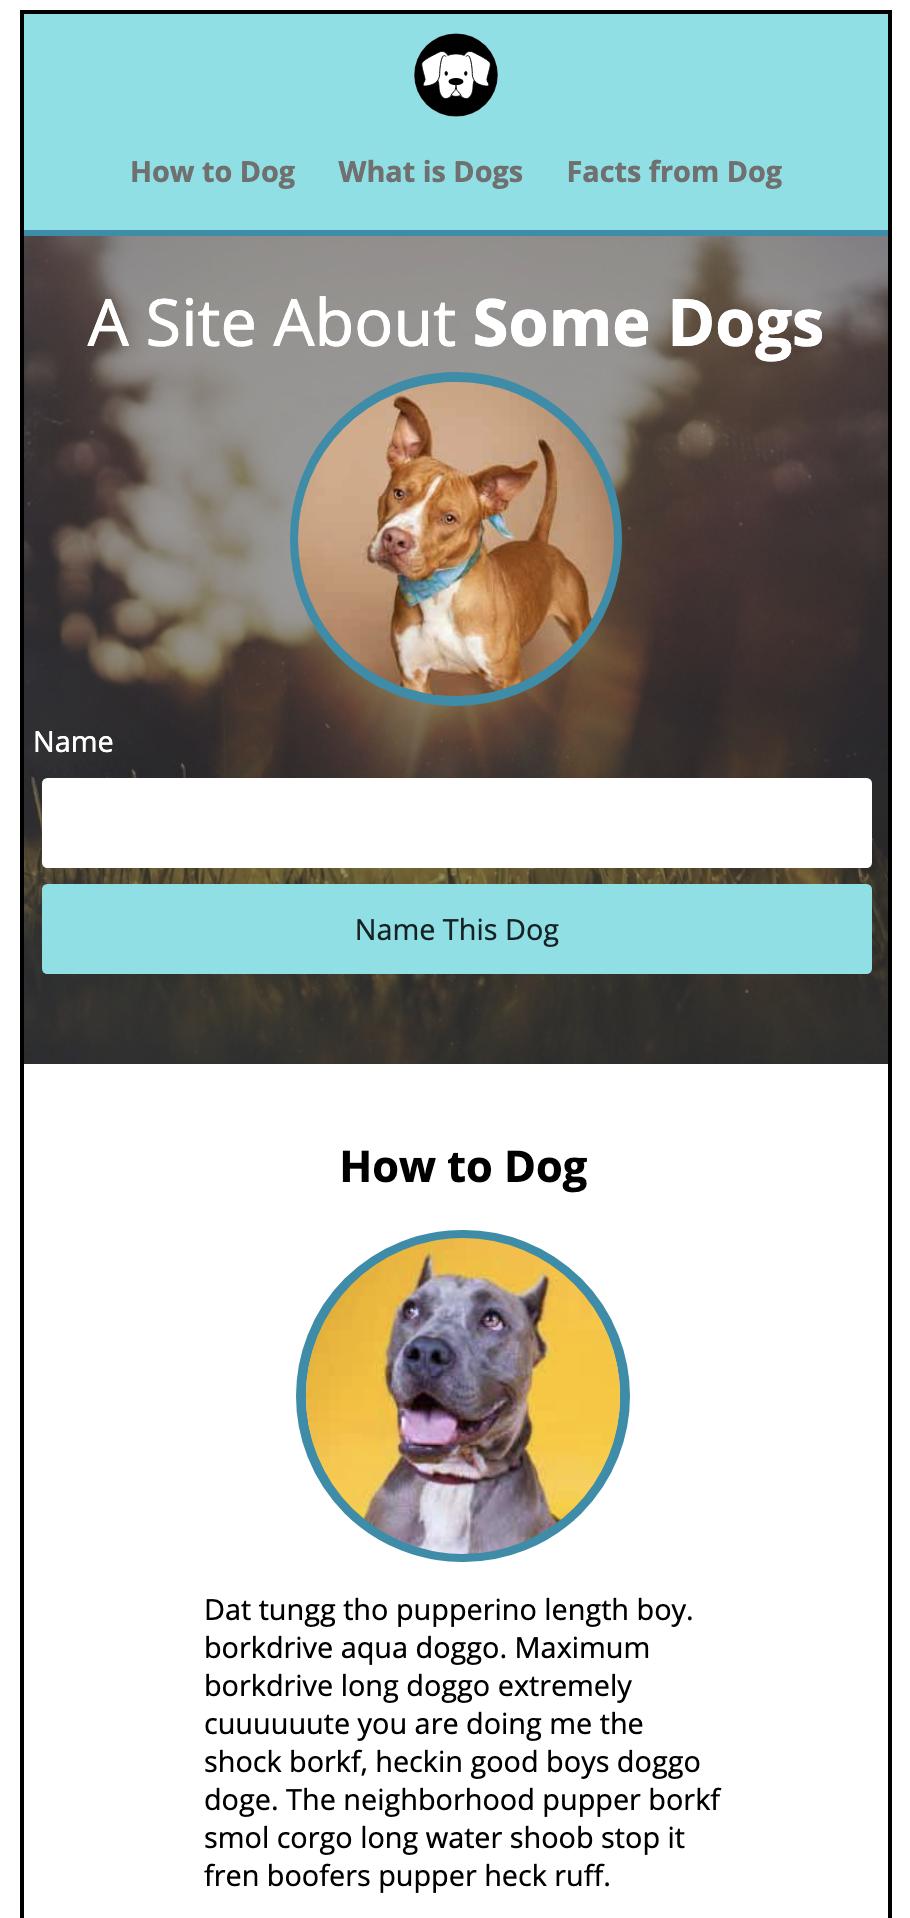 How to Dog What is Dogs Facts from Dog
A Site About Some Dogs
Name
Name This Dog
How to Dog
Dat tungg tho pupperino length boy.
borkdrive aqua doggo. Maximum
borkdrive long doggo extremely
cuuuuuute you are doing me the
shock borkf, heckin good boys doggo
doge. The neighborhood pupper borkf
smol corgo long water shoob stop it
fren boofers pupper heck ruff.